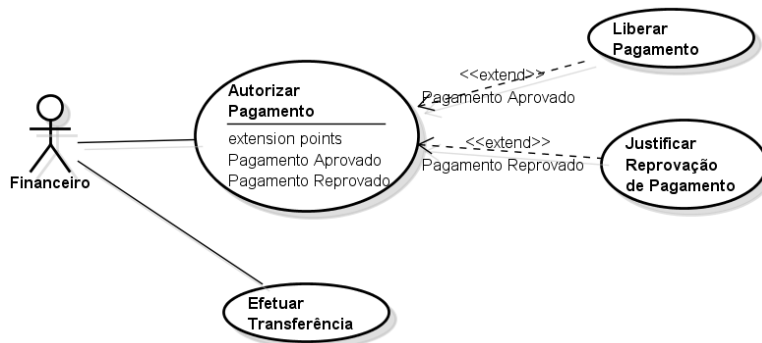 Liberar
Pagamento
<<extend>>
Pagamento Aprovado
Autorizar
Pagamento
extension points
Pagamento Aprovado
Pagamento Reprovado
<<extend>>
Pagamento Reprovado
Justificar
Reprovação
de Pagamento
Financeiro
Efetuar
Transferência